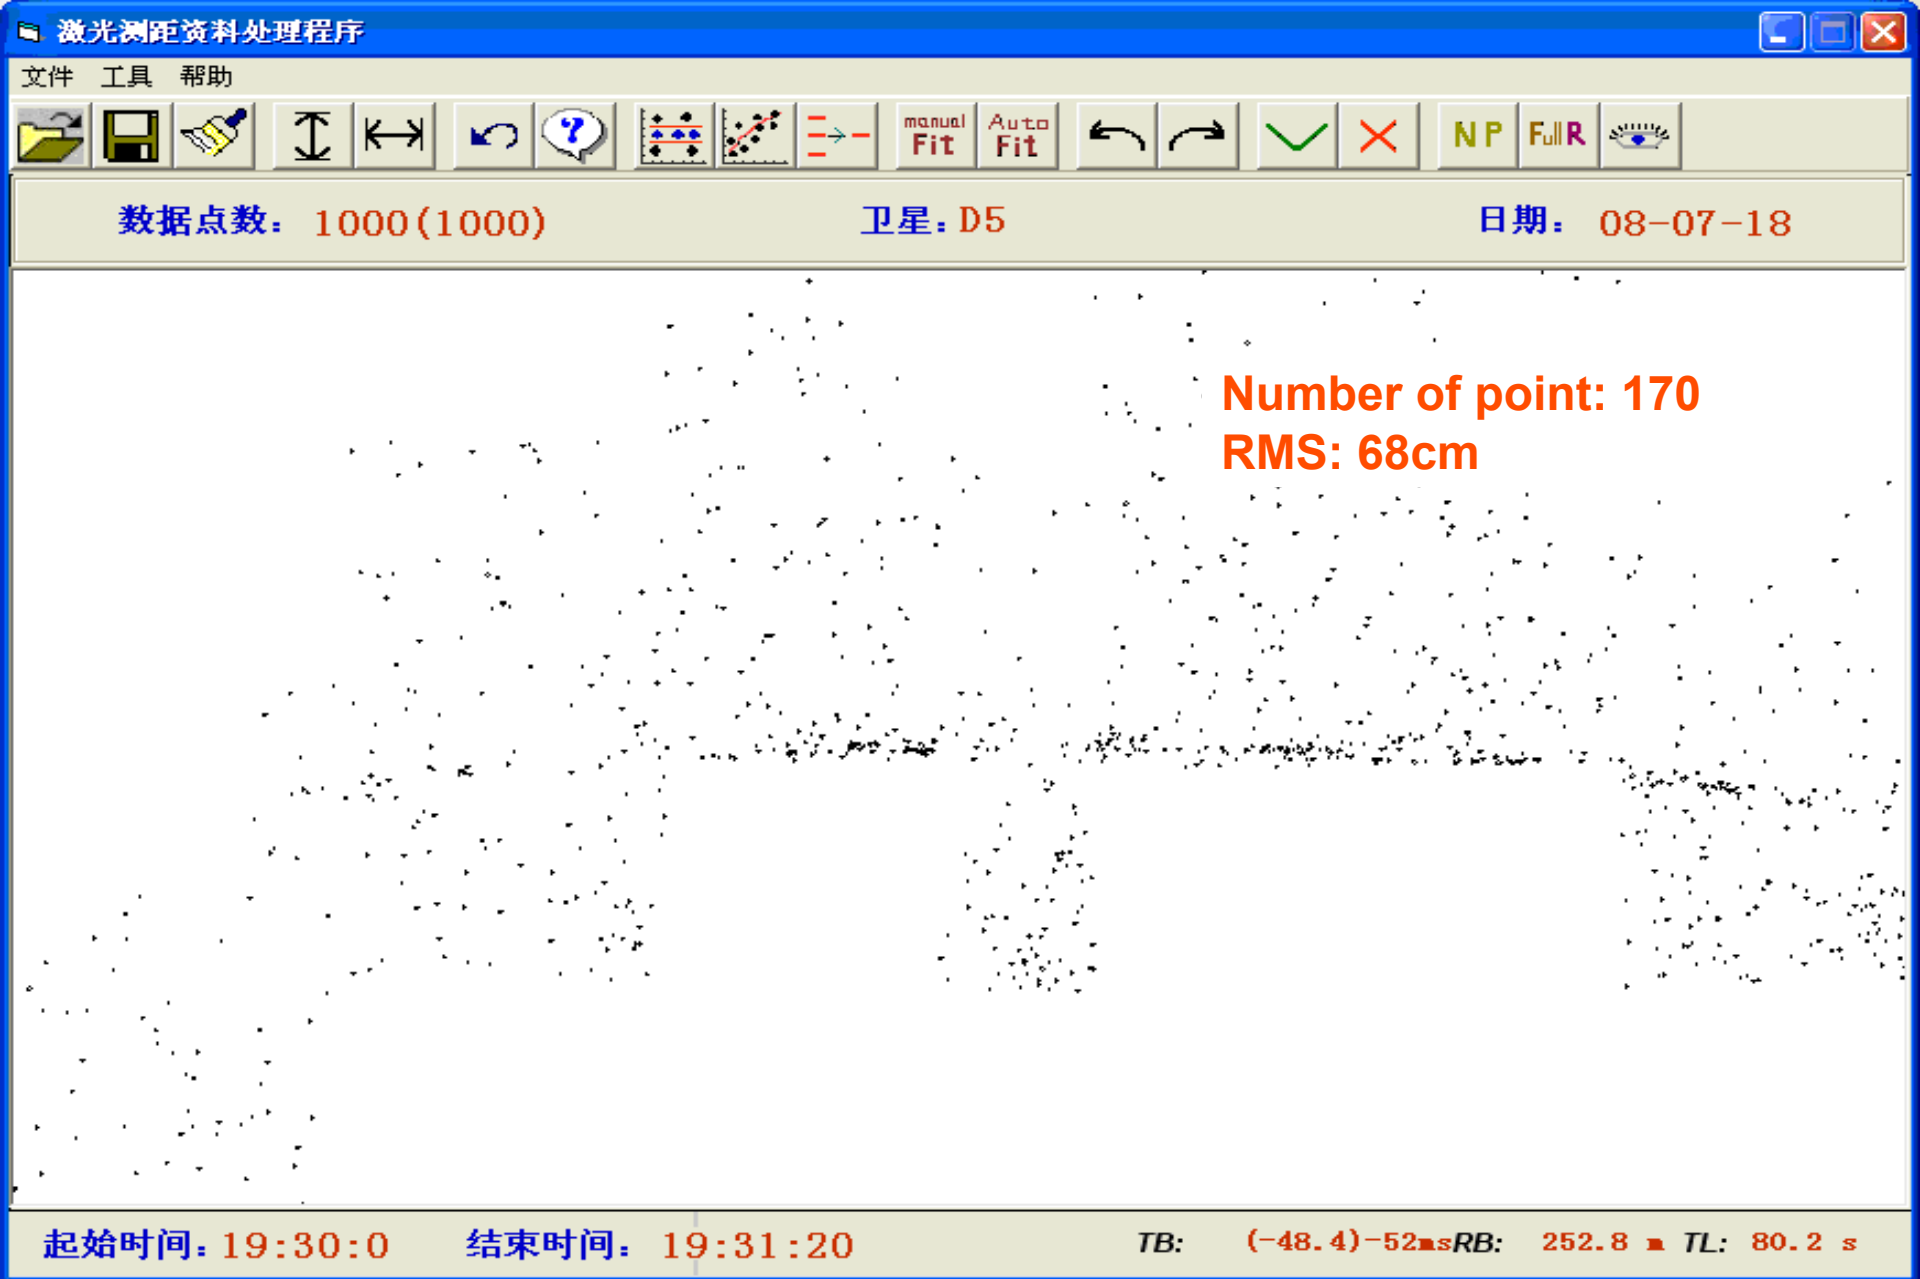 激光测距资料处理程序
文件 工具 帮助
manual Fit Auto Fit N P Full R
数据点数: 1000(1000) 卫星: D5 日期: 08-07-18
Number of point: 170
RMS: 68cm
起始时间: 19:30:0 结束时间: 19:31:20 TB: (-48.4)-52ms RB: 252.8 m TL: 80.2 s